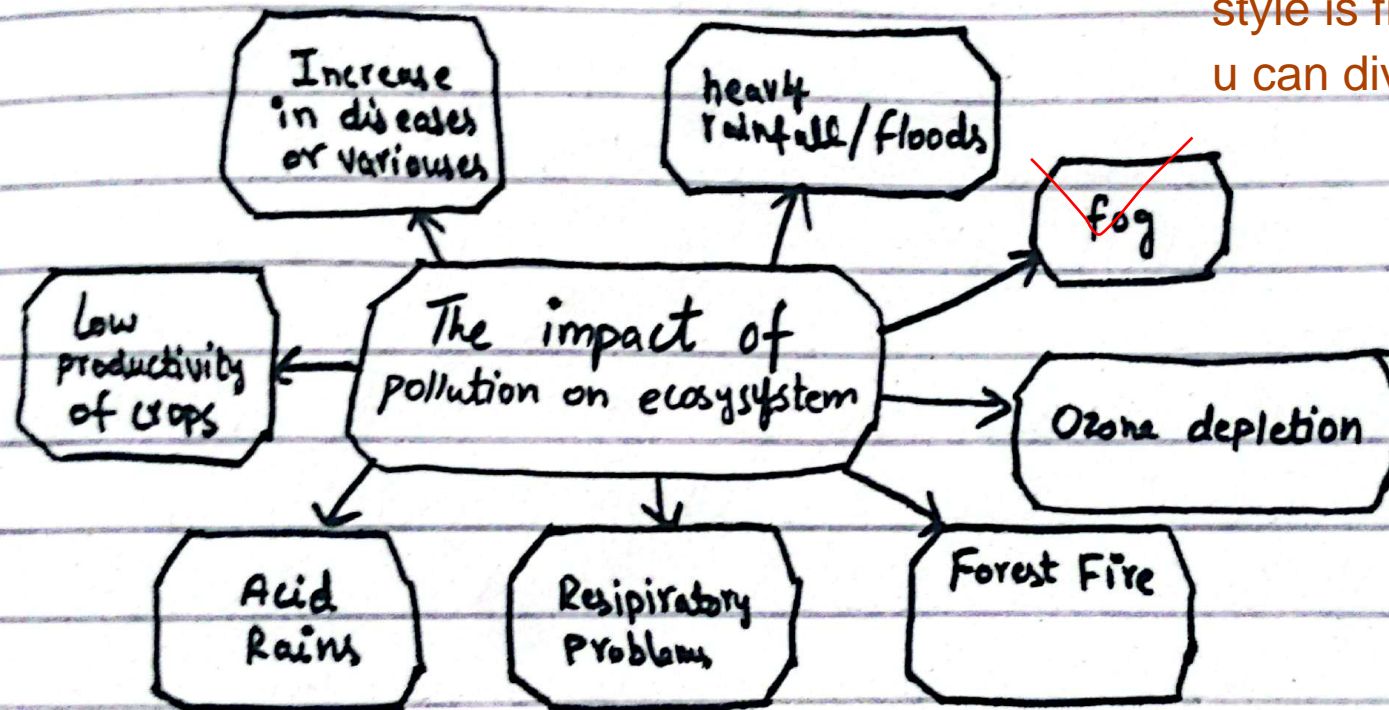 style is f
u can div
Increase
in diseases
or variouses
heavy
rainfall/floods
fog
Low
productivity
of crops
The impact of
pollution on ecosysystem
Ozone depletion
Acid
Rains
Resipiratory
Problems
Forest Fire